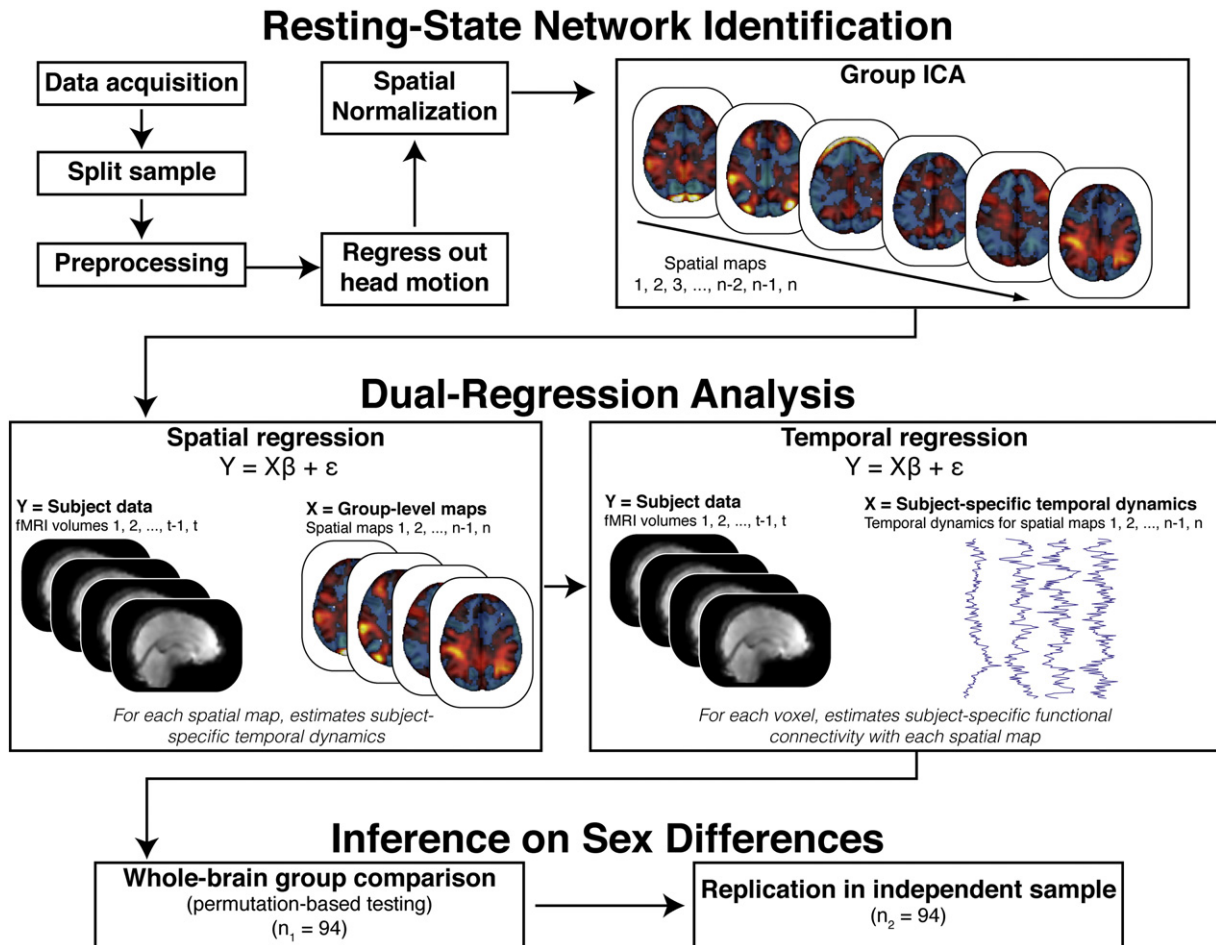 Resting-State Network Identification
Data acquisition
Split sample
Preprocessing
Regress out
head motion
Spatial
Normalization
Group ICA
Spatial maps
1, 2, 3, ..., n-2, n-1, n
Dual-Regression Analysis
Spatial regression
Y = Xβ + ε
Y = Subject data
fMRI volumes 1, 2, ..., t-1, t
X = Group-level maps
Spatial maps 1, 2, ..., n-1, n
For each spatial map, estimates subject-
specific temporal dynamics
Temporal regression
Y = Xβ + ε
Y = Subject data
fMRI volumes 1, 2, ..., t-1, t
X = Subject-specific temporal dynamics
Temporal dynamics for spatial maps 1, 2, ..., n-1, n
For each voxel, estimates subject-specific functional
connectivity with each spatial map
Inference on Sex Differences
Whole-brain group comparison
(permutation-based testing)
(n₁ = 94)
Replication in independent sample
(n₂ = 94)